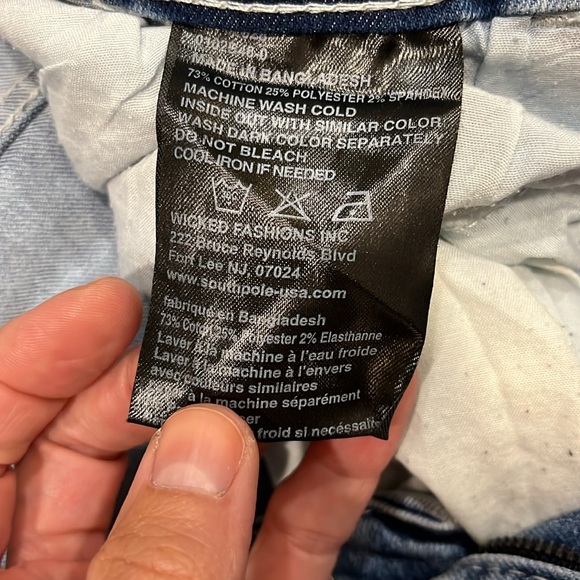 MADE IN BANGLADESH
73% COTTON 25% POLYESTER 2% SPANDEX
MACHINE WASH COLD
INSIDE OUT WITH SIMILAR COLOR
WASH DARK COLOR SEPARATELY
DO NOT BLEACH
COOL IRON IF NEEDED
WICKED FASHIONS INC
222 Bruce Reynolds Blvd
Fort Lee NJ, 07024
www.southpole-usa.com
fabriqué en Bangladesh
73% Coton 25% Polyester 2% Elasthanne
Laver à la machine à l'eau froide
Laver à la machine à l'envers
avec couleurs similaires
à la machine séparément
froid si nécessaire